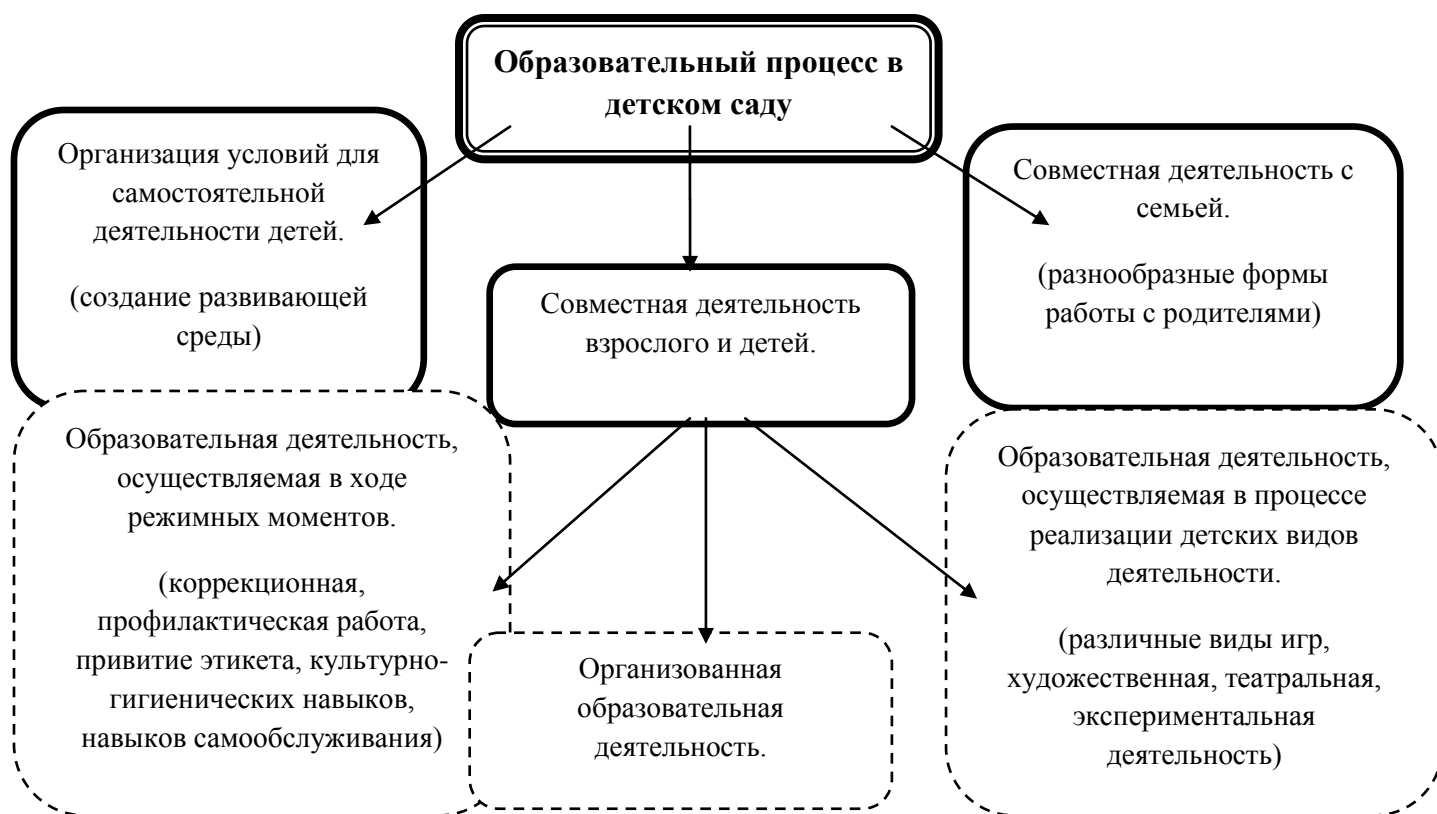 Образовательный процесс в
детском саду
Организация условий для
самостоятельной
деятельности детей.
(создание развивающей
среды)
Совместная деятельность
взрослого и детей.
Совместная деятельность с
семьей.
(разнообразные формы
работы с родителями)
Образовательная деятельность,
осуществляемая в ходе
режимных моментов.
(коррекционная,
профилактическая работа,
привитие этикета, культурно-
гигиенических навыков,
навыков самообслуживания)
Организованная
образовательная
деятельность.
Образовательная деятельность,
осуществляемая в процессе
реализации детских видов
деятельности.
(различные виды игр,
художественная, театральная,
экспериментальная
деятельность)